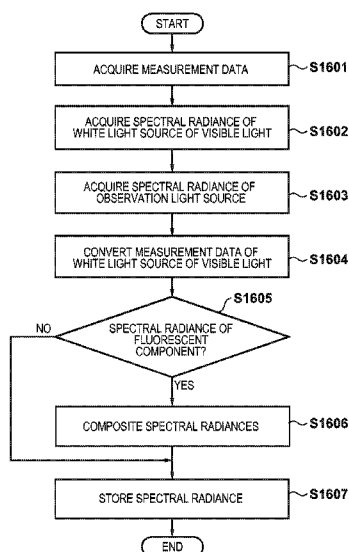 START
ACQUIRE MEASUREMENT DATA
S1601
ACQUIRE SPECTRAL RADIANCE OF
WHITE LIGHT SOURCE OF VISIBLE LIGHT
S1602
ACQUIRE SPECTRAL RADIANCE OF
OBSERVATION LIGHT SOURCE
S1603
CONVERT MEASUREMENT DATA OF
WHITE LIGHT SOURCE OF VISIBLE LIGHT
S1604
S1605
SPECTRAL RADIANCE OF
FLUORESCENT
COMPONENT?
NO
YES
COMPOSITE SPECTRAL RADIANCES
S1606
STORE SPECTRAL RADIANCE
S1607
END